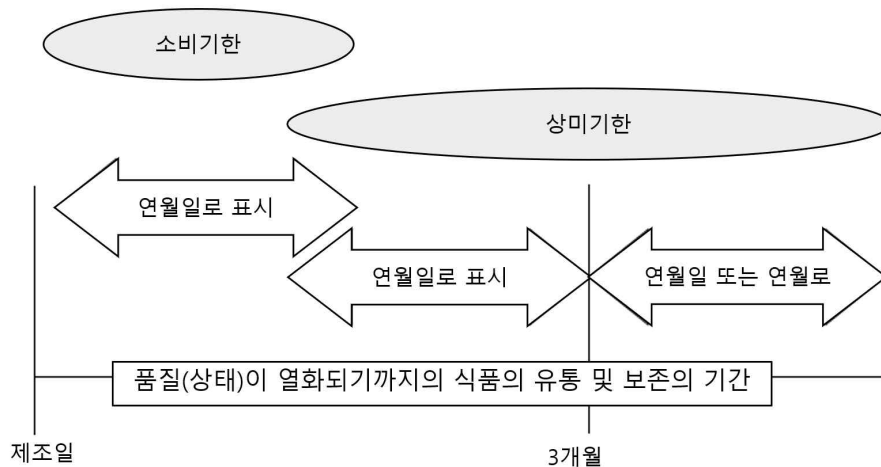 소비기한
상미기한
연월일로 표시
연월일로 표시
연월일 또는 연월로
품질(상태)이 열화되기까지의 식품의 유통 및 보존의 기간
제조일
3개월